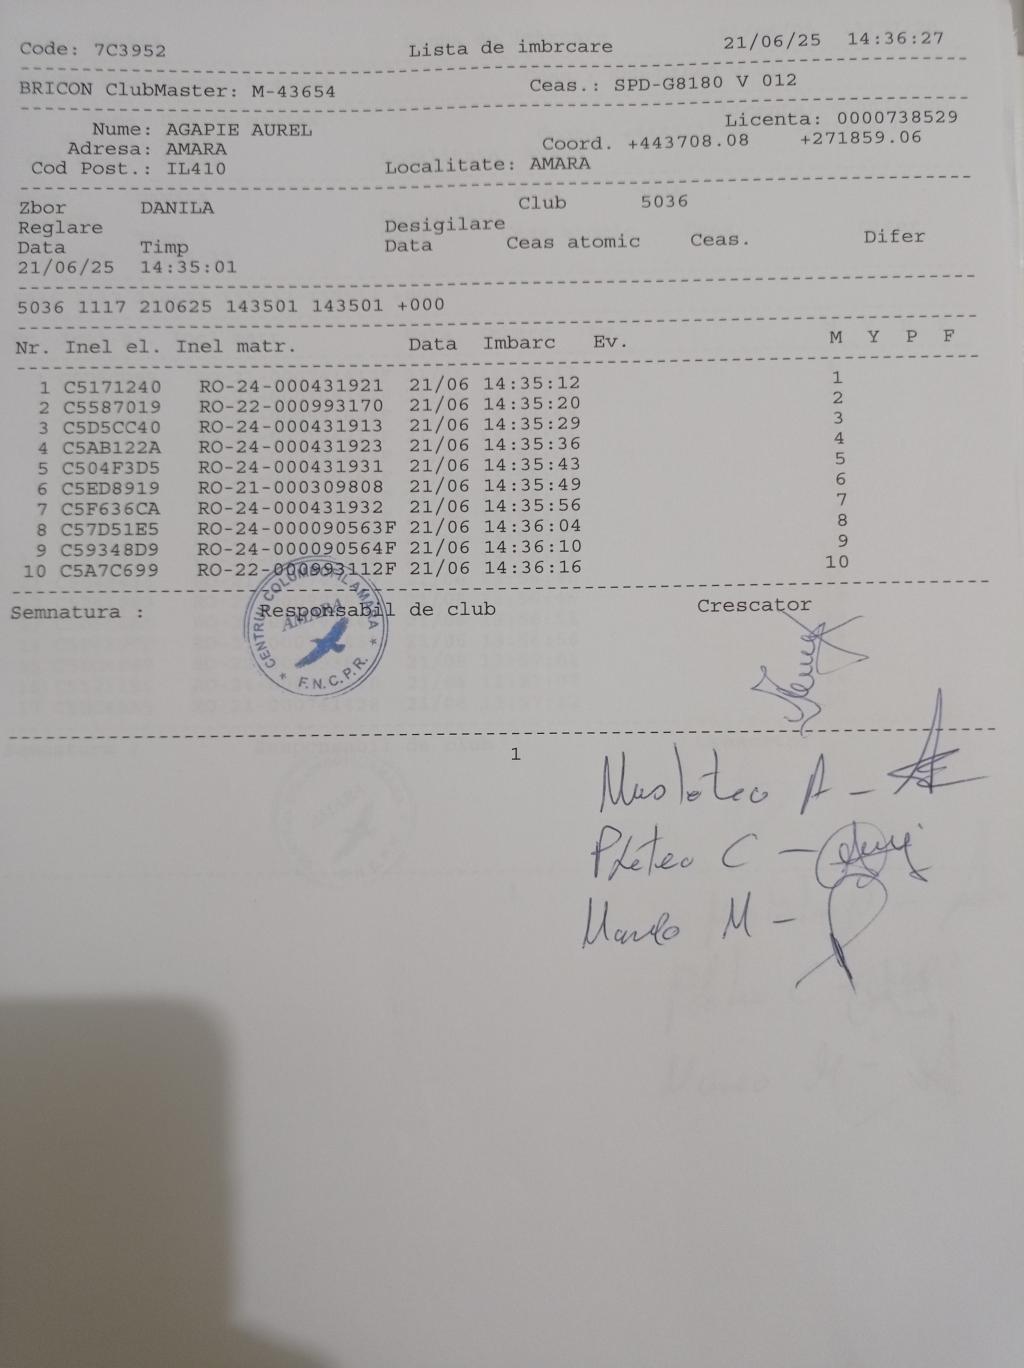 Code: 7C3952 Lista de imbrcare 21/06/25 14:36:27
BRICON ClubMaster: M-43654 Ceas.: SPD-G8180 V 012
Nume: AGAPIE AUREL Licenta: 0000738529
Adresa: AMARA Coord. +443708.08 +271859.06
Cod Post.: IL410 Localitate: AMARA
Zbor DANILA Club 5036
Reglare Desigilare
Data Timp Data Ceas atomic Ceas. Difer
21/06/25 14:35:01
5036 1117 210625 143501 143501 +000
Nr. Inel el. Inel matr. Data Imbarc Ev. M Y P F
1 C5171240 RO-24-000431921 21/06 14:35:12 1
2 C5587019 RO-22-000993170 21/06 14:35:20 2
3 C5D5CC40 RO-24-000431913 21/06 14:35:29 3
4 C5AB122A RO-24-000431923 21/06 14:35:36 4
5 C504F3D5 RO-24-000431931 21/06 14:35:43 5
6 C5ED8919 RO-21-000309808 21/06 14:35:49 6
7 C5F636CA RO-24-000431932 21/06 14:35:56 7
8 C57D51E5 RO-24-000090563F 21/06 14:36:04 8
9 C59348D9 RO-24-000090564F 21/06 14:36:10 9
10 C5A7C699 RO-22-000993112F 21/06 14:36:16 10
Semnatura : Responsabil de club Crescator
CENTRU COLUMBOFIL AMARA
AMARA
* F.N.C.P.R. *
1
A -
C -
M -